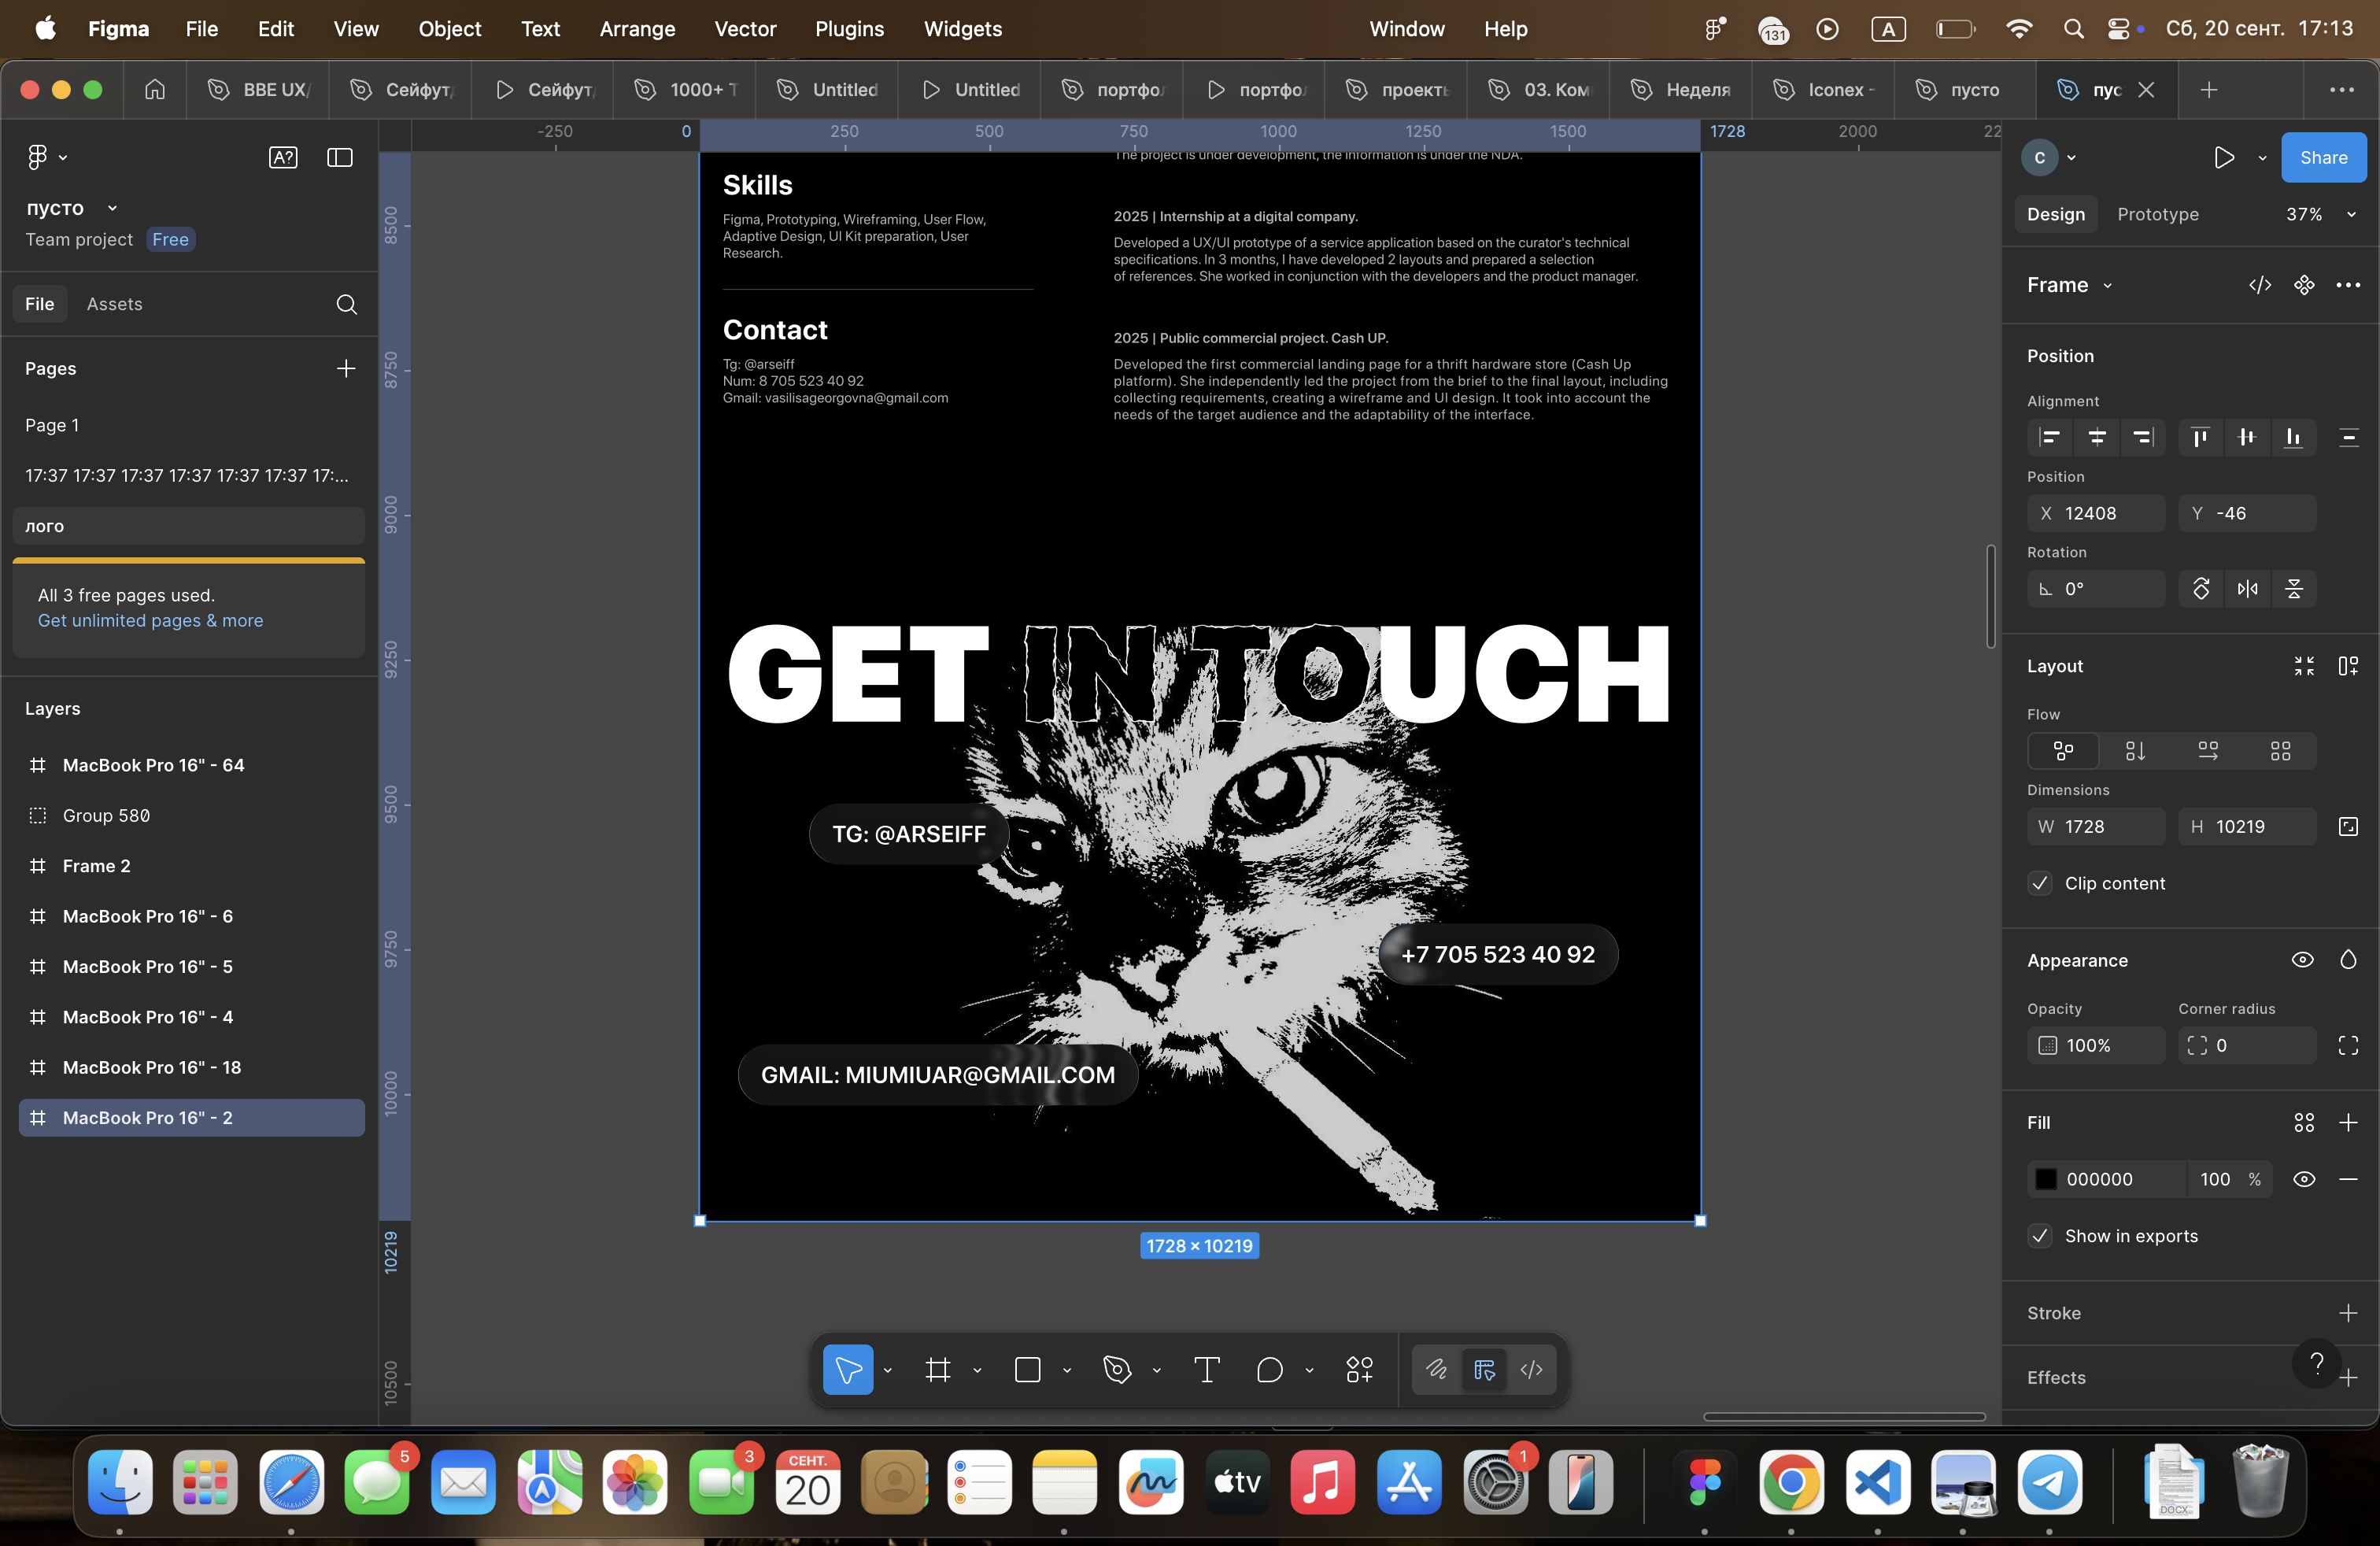 Figma File Edit View Object Text Arrange Vector Plugins Widgets Window Help 131 A Сб, 20 сент. 17:13
BBE UX/ Сейфут, Сейфут, 1000+ T Untitled Untitled портфо портфо проекть 03. Ком Неделя Iconex - пусто пус
пусто
Team project Free
File Assets
Pages
Page 1
17:37 17:37 17:37 17:37 17:37 17:37 17:...
лого
All 3 free pages used.
Get unlimited pages & more
Layers
MacBook Pro 16" - 64
Group 580
Frame 2
MacBook Pro 16" - 6
MacBook Pro 16" - 5
MacBook Pro 16" - 4
MacBook Pro 16" - 18
MacBook Pro 16" - 2
-250 0 250 500 750 1000 1250 1500 1728 2000 22
8500
8750
9000
9250
9500
9750
10000
10219
10500
The project is under development, the information is under the NDA.
Skills
Figma, Prototyping, Wireframing, User Flow,
Adaptive Design, UI Kit preparation, User
Research.
Contact
Tg: @arseiff
Num: 8 705 523 40 92
Gmail: vasilisageorgovna@gmail.com
2025 | Internship at a digital company.
Developed a UX/UI prototype of a service application based on the curator's technical
specifications. In 3 months, I have developed 2 layouts and prepared a selection
of references. She worked in conjunction with the developers and the product manager.
2025 | Public commercial project. Cash UP.
Developed the first commercial landing page for a thrift hardware store (Cash Up
platform). She independently led the project from the brief to the final layout, including
collecting requirements, creating a wireframe and UI design. It took into account the
needs of the target audience and the adaptability of the interface.
GET IN TOUCH
TG: @ARSEIFF
+7 705 523 40 92
GMAIL: MIUMIUAR@GMAIL.COM
1728 × 10219
C Share
Design Prototype 37%
Frame
Position
Alignment
Position
X 12408 Y -46
Rotation
0°
Layout
Flow
Dimensions
W 1728 H 10219
Clip content
Appearance
Opacity Corner radius
100% 0
Fill
000000 100 %
Show in exports
Stroke
Effects
?
5 3 СЕНТ. 20 tv 1 DOCX